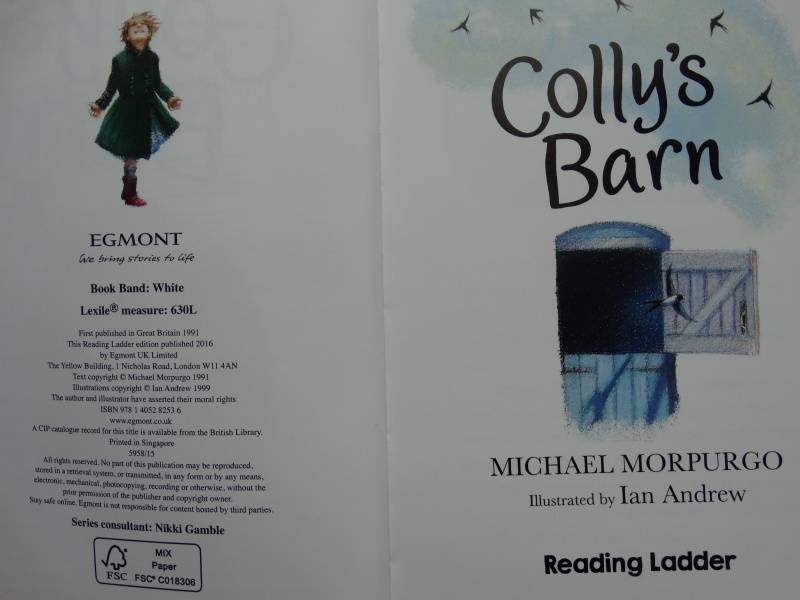 EGMONT
We bring stories to life
Book Band: White
Lexile® measure: 630L
First published in Great Britain 1991
This Reading Ladder edition published 2016
by Egmont UK Limited
The Yellow Building, 1 Nicholas Road, London W11 4AN
Text copyright © Michael Morpurgo 1991
Illustrations copyright © Ian Andrew 1999
The author and illustrator have asserted their moral rights
ISBN 978 1 4052 8253 6
www.egmont.co.uk
A CIP catalogue record for this title is available from the British Library.
Printed in Singapore
5958/15
All rights reserved. No part of this publication may be reproduced,
stored in a retrieval system, or transmitted, in any form or by any means,
electronic, mechanical, photocopying, recording or otherwise, without the
prior permission of the publisher and copyright owner.
Stay safe online. Egmont is not responsible for content hosted by third parties.
Series consultant: Nikki Gamble
FSC
MIX
Paper
FSC® C018306
Colly's
Barn
MICHAEL MORPURGO
Illustrated by Ian Andrew
Reading Ladder